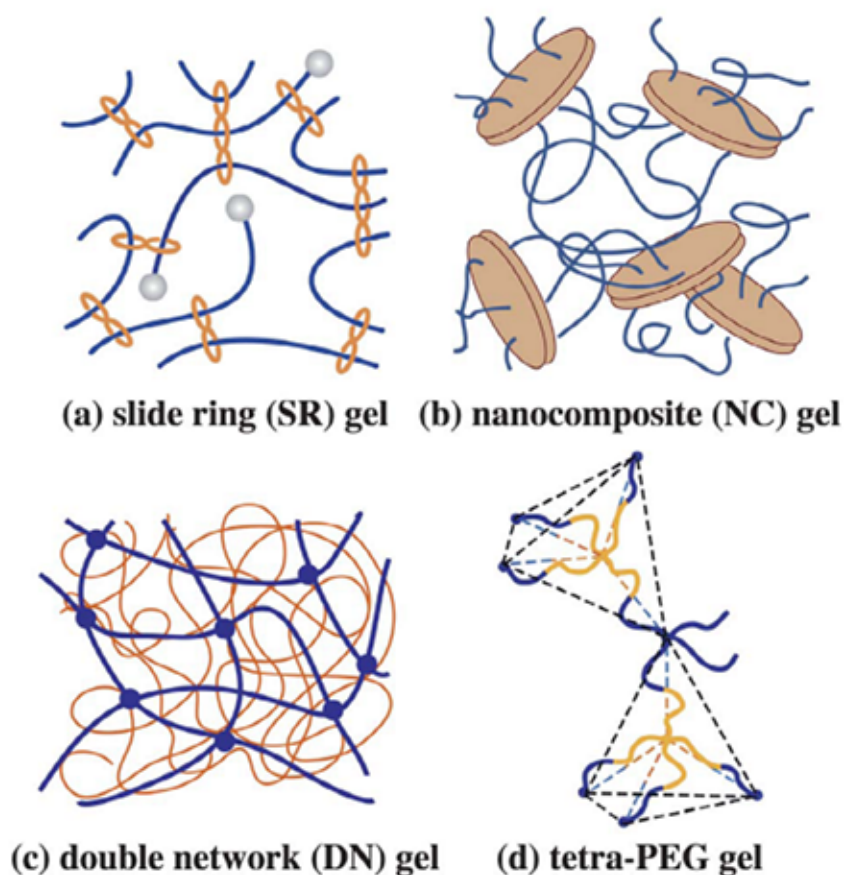 (a) slide ring (SR) gel
(b) nanocomposite (NC) gel
(c) double network (DN) gel
(d) tetra-PEG gel